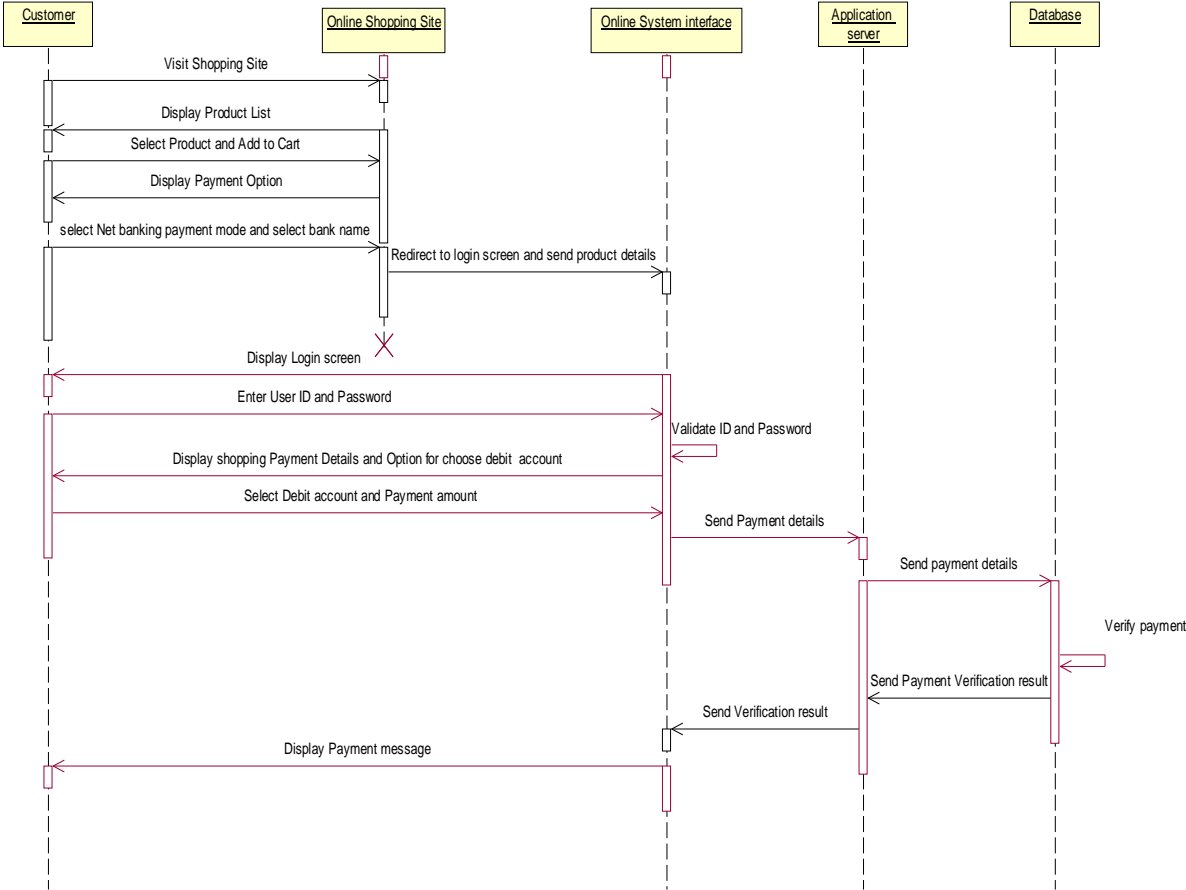 Customer
Online Shopping Site
Online System interface
Application
server
Database
Visit Shopping Site
Display Product List
Select Product and Add to Cart
Display Payment Option
select Net banking payment mode and select bank name
Redirect to login screen and send product details
Display Login screen
Enter User ID and Password
Validate ID and Password
Display shopping Payment Details and Option for choose debit account
Select Debit account and Payment amount
Send Payment details
Send payment details
Verify payment
Send Payment Verification result
Send Verification result
Display Payment message